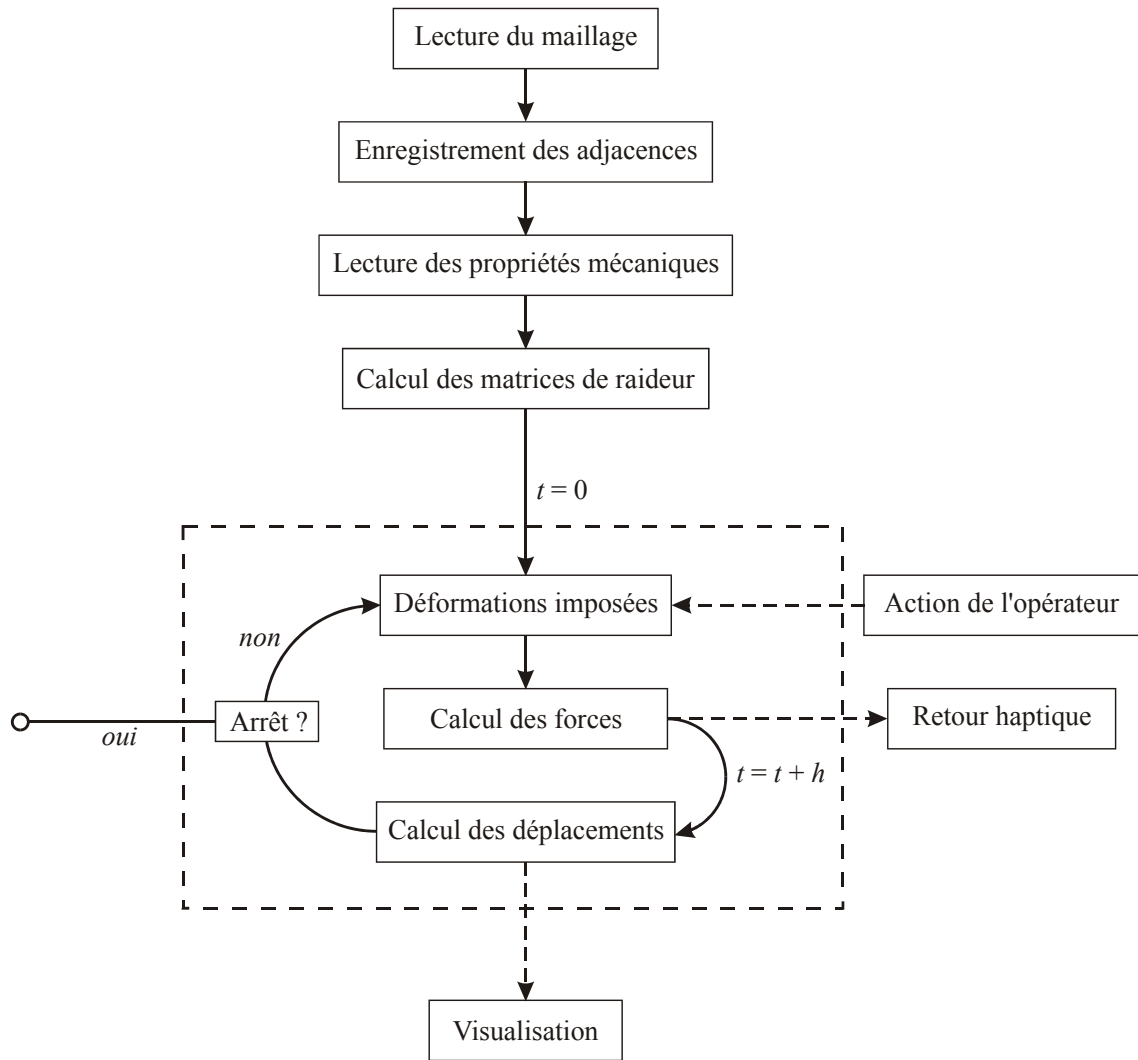 Lecture du maillage
Enregistrement des adjacences
Lecture des propriétés mécaniques
Calcul des matrices de raideur
t = 0
Déformations imposées
Action de l'opérateur
non
Arrêt ?
oui
Calcul des forces
Retour haptique
t = t + h
Calcul des déplacements
Visualisation